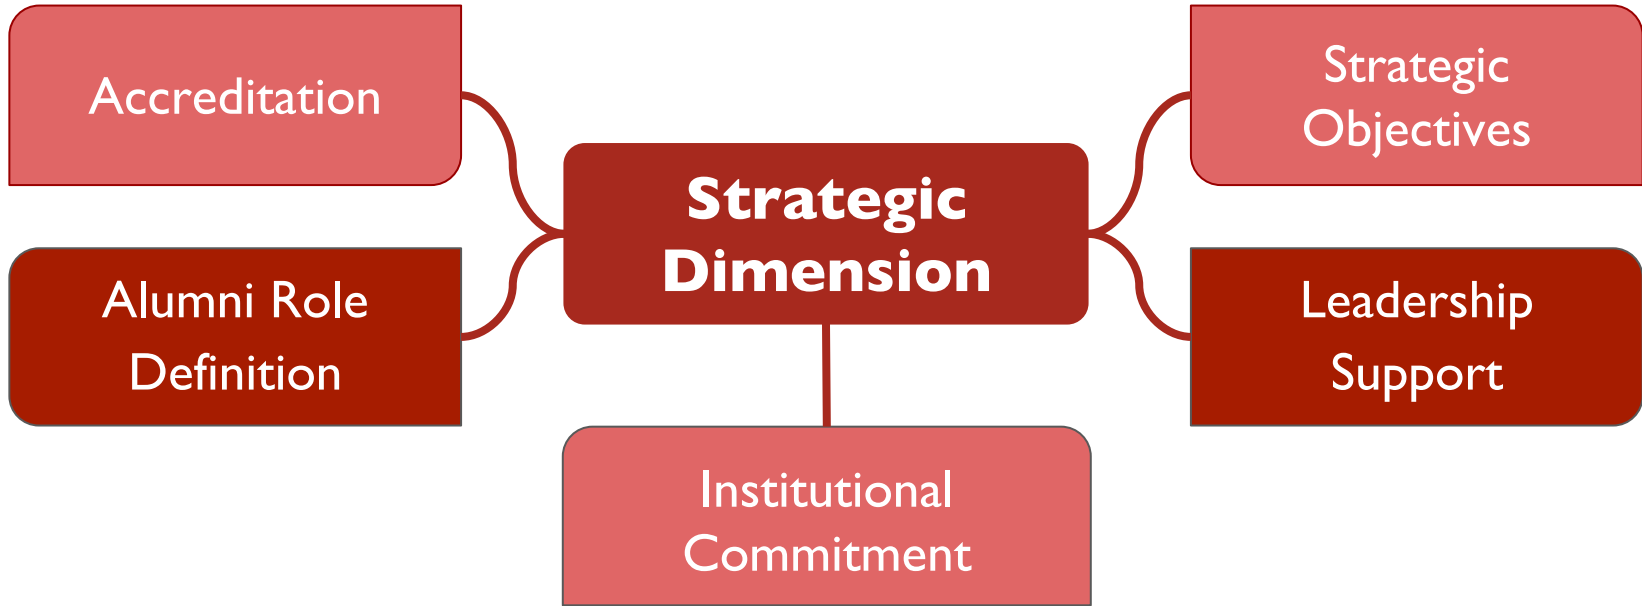 Accreditation
Strategic
Objectives
Strategic
Dimension
Alumni Role
Definition
Leadership
Support
Institutional
Commitment